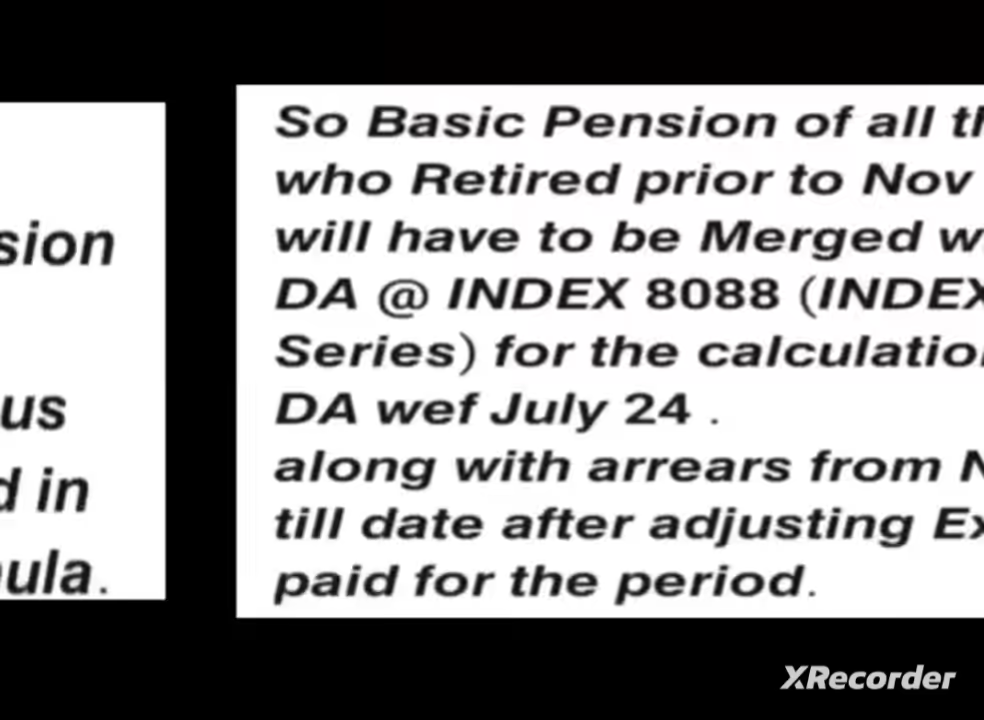 sion
us
d in
ula.
So Basic Pension of all
who Retired prior to Nov
will have to be Merged
DA @ INDEX 8088 (INDEX
Series) for the calculation
DA wef July 24 .
along with arrears from
till date after adjusting
paid for the period.
XRecorder